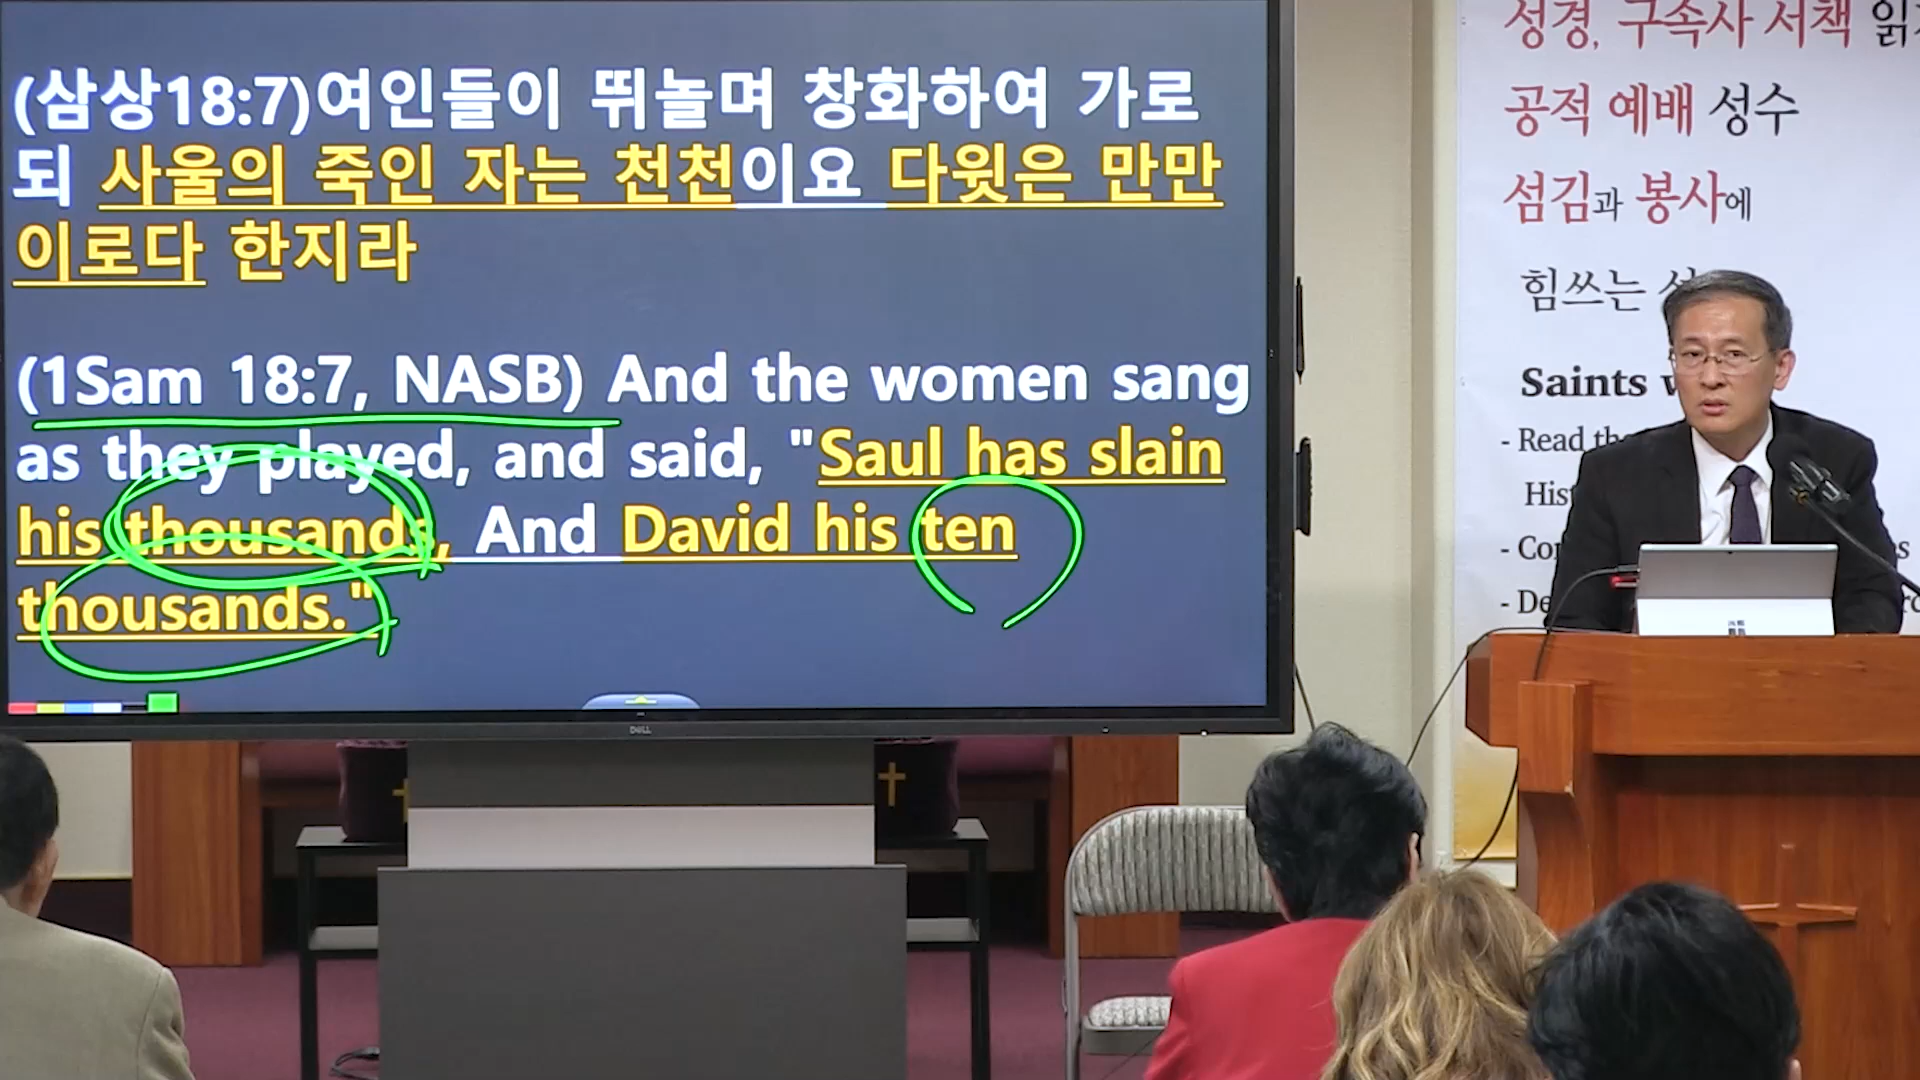 (삼상18:7)여인들이 뛰놀며 창화하여 가로
되 사울의 죽인 자는 천천이요 다윗은 만만
이로다 한지라
(1Sam 18:7, NASB) And the women sang
as they played, and said, "Saul has slain
his thousands, And David his ten
thousands."
DELL
성경, 구속사 서책
공적 예배 성수
섬김과 봉사에
힘쓰는
Saints
- Read the
- De